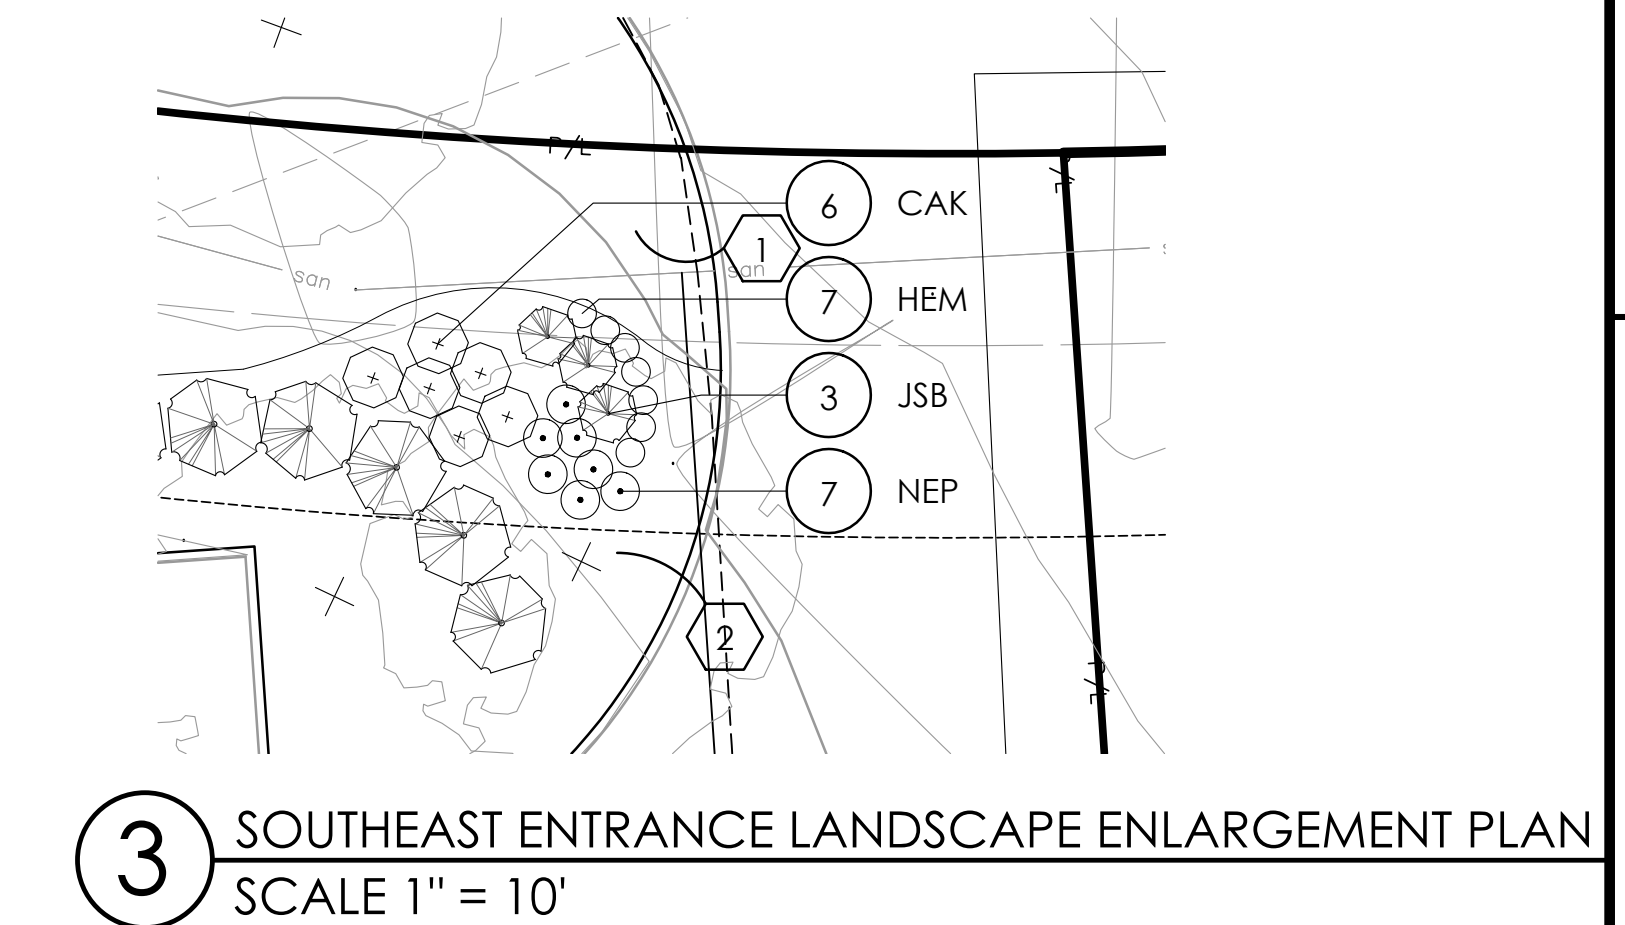 P/L
P/L
6 CAK
1
san
san
7 HEM
3 JSB
7 NEP
2
P/L
3
SOUTHEAST ENTRANCE LANDSCAPE ENLARGEMENT PLAN
SCALE 1" = 10'